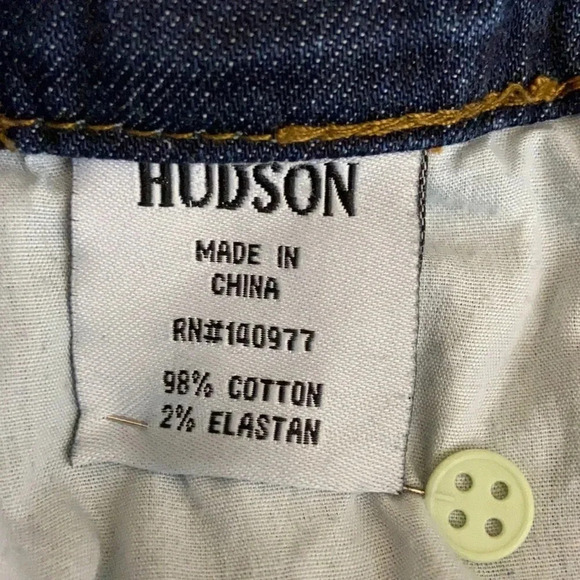 HUDSON
MADE IN
CHINA
RN#140977
98% COTTON
2% ELASTAN